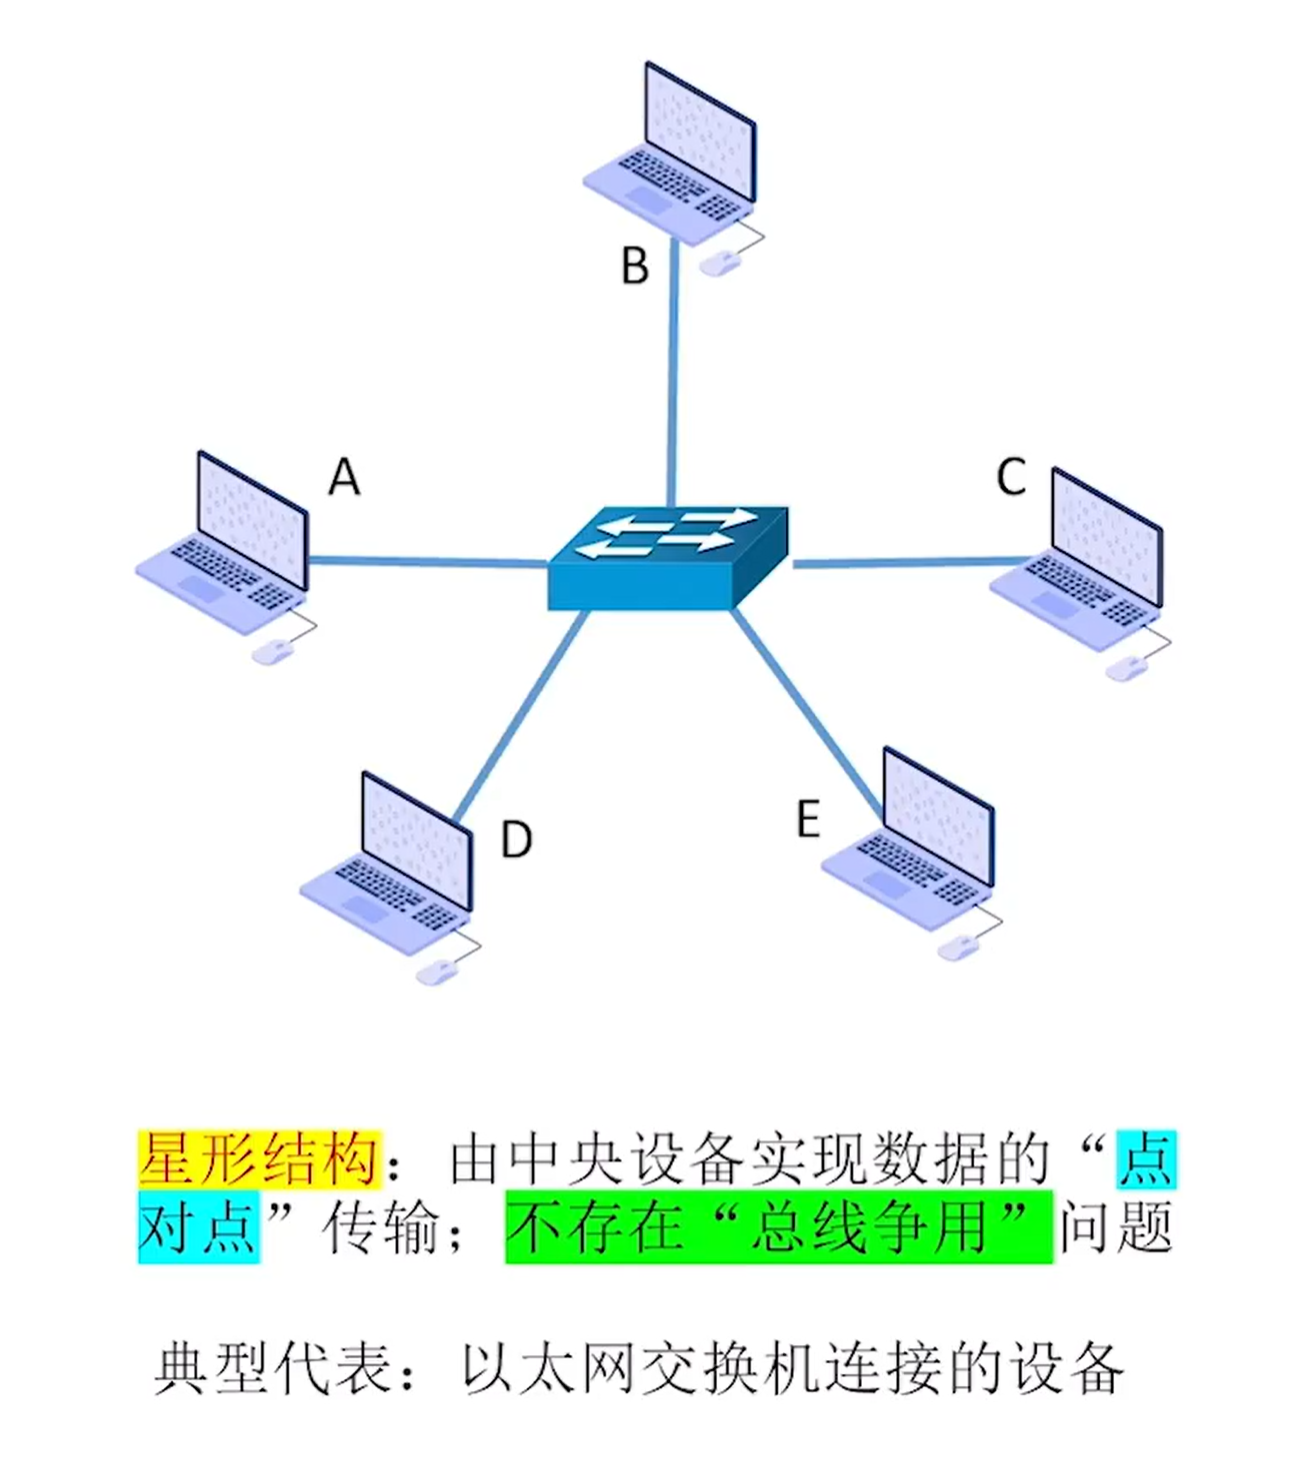 B
A
C
D
E
星形结构：由中央设备实现数据的“点
对点”传输；不存在“总线争用”问题
典型代表：以太网交换机连接的设备